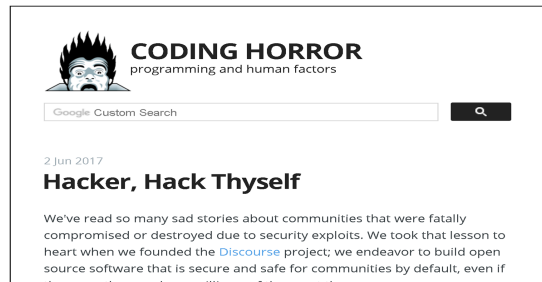 CODING HORROR
programming and human factors
Google Custom Search
2 Jun 2017
Hacker, Hack Thyself
We've read so many sad stories about communities that were fatally
compromised or destroyed due to security exploits. We took that lesson to
heart when we founded the Discourse project; we endeavor to build open
source software that is secure and safe for communities by default, even if